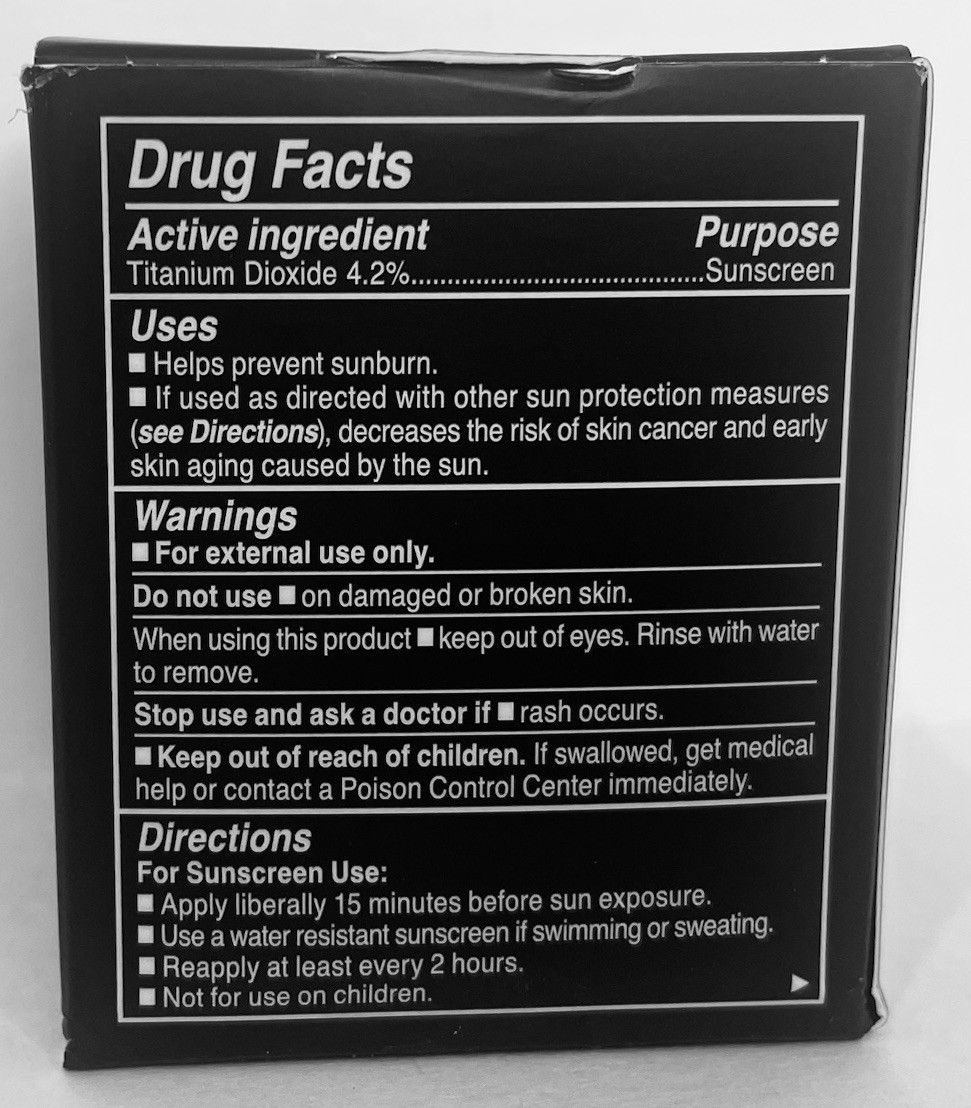 Drug Facts
Active ingredient Purpose
Titanium Dioxide 4.2%........................................Sunscreen
Uses
■ Helps prevent sunburn.
■ If used as directed with other sun protection measures
(see Directions), decreases the risk of skin cancer and early
skin aging caused by the sun.
Warnings
■ For external use only.
Do not use ■ on damaged or broken skin.
When using this product ■ keep out of eyes. Rinse with water
to remove.
Stop use and ask a doctor if ■ rash occurs.
■ Keep out of reach of children. If swallowed, get medical
help or contact a Poison Control Center immediately.
Directions
For Sunscreen Use:
■ Apply liberally 15 minutes before sun exposure.
■ Use a water resistant sunscreen if swimming or sweating.
■ Reapply at least every 2 hours.
■ Not for use on children.